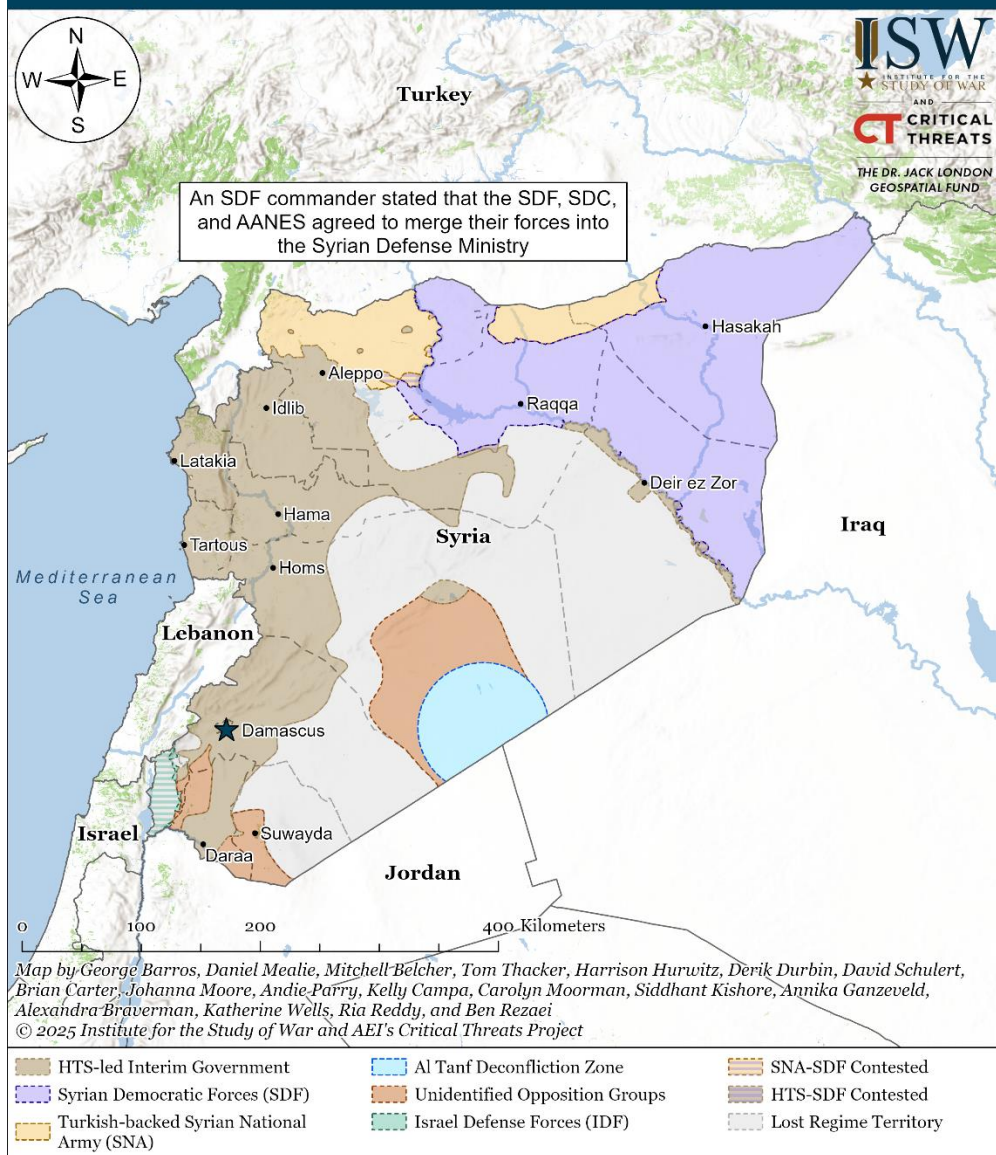 N
W
E
S
ISW
INSTITUTE FOR THE
STUDY OF WAR
AND
CT CRITICAL
THREATS
THE DR. JACK LONDON
GEOSPATIAL FUND
Turkey
An SDF commander stated that the SDF, SDC,
and AANES agreed to merge their forces into
the Syrian Defense Ministry
Hasakah
Aleppo
Idlib
Raqqa
Latakia
Deir ez Zor
Hama
Syria
Iraq
Tartous
Homs
Mediterranean
Sea
Lebanon
Damascus
Israel
Suwayda
Daraa
Jordan
0 100 200 400 Kilometers
Map by George Barros, Daniel Mealie, Mitchell Belcher, Tom Thacker, Harrison Hurwitz, Derik Durbin, David Schulert,
Brian Carter, Johanna Moore, Andie Parry, Kelly Campa, Carolyn Moorman, Siddhant Kishore, Annika Ganzeveld,
Alexandra Braverman, Katherine Wells, Ria Reddy, and Ben Rezaei
© 2025 Institute for the Study of War and AEI's Critical Threats Project
HTS-led Interim Government
Syrian Democratic Forces (SDF)
Turkish-backed Syrian National
Army (SNA)
Al Tanf Deconfliction Zone
Unidentified Opposition Groups
Israel Defense Forces (IDF)
SNA-SDF Contested
HTS-SDF Contested
Lost Regime Territory